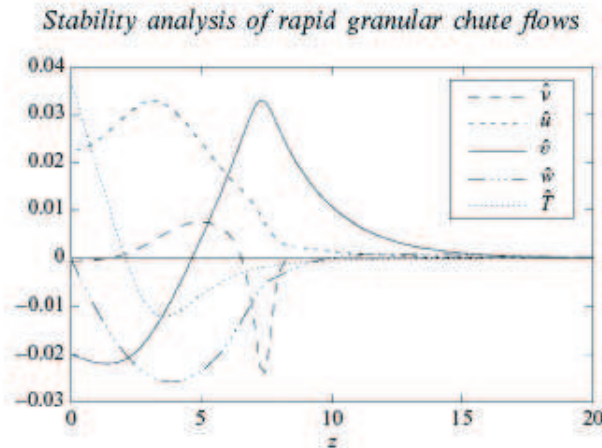 Stability analysis of rapid granular chute flows
0.04
0.03
0.02
0.01
0
−0.01
−0.02
−0.03
0 5 10 15 20
z
ν̂
û
v̂
ŵ
T̂